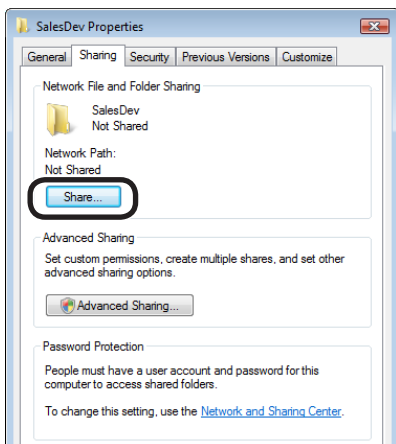 SalesDev Properties
General Sharing Security Previous Versions Customize
Network File and Folder Sharing
SalesDev
Not Shared
Network Path:
Not Shared
Share...
Advanced Sharing
Set custom permissions, create multiple shares, and set other
advanced sharing options.
Advanced Sharing...
Password Protection
People must have a user account and password for this
computer to access shared folders.
To change this setting, use the Network and Sharing Center.